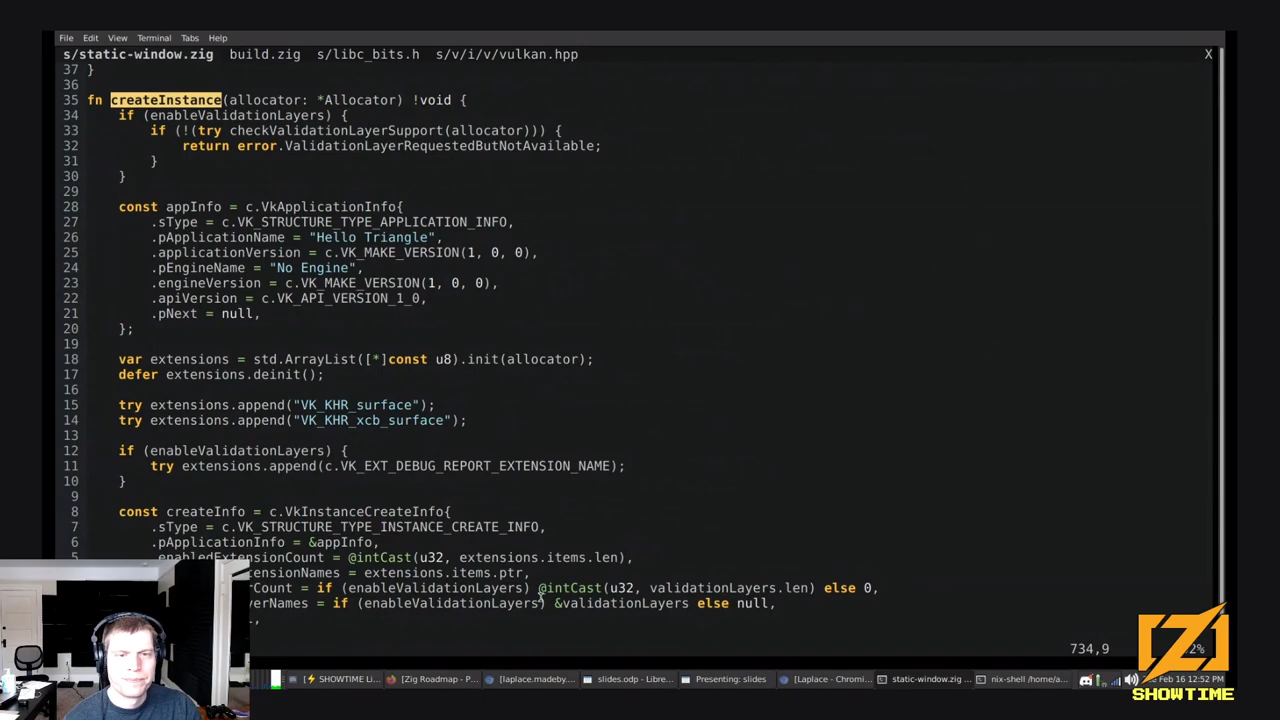 File Edit View Terminal Tabs Help
s/static-window.zig build.zig s/libc_bits.h s/v/i/v/vulkan.hpp X
37 }
36
35 fn createInstance(allocator: *Allocator) !void {
34 if (enableValidationLayers) {
33 if (!(try checkValidationLayerSupport(allocator))) {
32 return error.ValidationLayerRequestedButNotAvailable;
31 }
30 }
29
28 const appInfo = c.VkApplicationInfo{
27 .sType = c.VK_STRUCTURE_TYPE_APPLICATION_INFO,
26 .pApplicationName = "Hello Triangle",
25 .applicationVersion = c.VK_MAKE_VERSION(1, 0, 0),
24 .pEngineName = "No Engine",
23 .engineVersion = c.VK_MAKE_VERSION(1, 0, 0),
22 .apiVersion = c.VK_API_VERSION_1_0,
21 .pNext = null,
20 };
19
18 var extensions = std.ArrayList([*]const u8).init(allocator);
17 defer extensions.deinit();
16
15 try extensions.append("VK_KHR_surface");
14 try extensions.append("VK_KHR_xcb_surface");
13
12 if (enableValidationLayers) {
11 try extensions.append(c.VK_EXT_DEBUG_REPORT_EXTENSION_NAME);
10 }
9
8 const createInfo = c.VkInstanceCreateInfo{
7 .sType = c.VK_STRUCTURE_TYPE_INSTANCE_CREATE_INFO,
6 .pApplicationInfo = &appInfo,
5 .enabledExtensionCount = @intCast(u32, extensions.items.len),
tensionNames = extensions.items.ptr,
rCount = if (enableValidationLayers) @intCast(u32, validationLayers.len) else 0,
yerNames = if (enableValidationLayers) &validationLayers else null,
,
734,9 2%
⚡ SHOWTIME Li... [Zig Roadmap - P... [laplace.madeby... slides.odp - Libre... Presenting: slides [Laplace - Chromi... static-window.zig ... nix-shell /home/a... Feb 16 12:52 PM
SHOWTIME